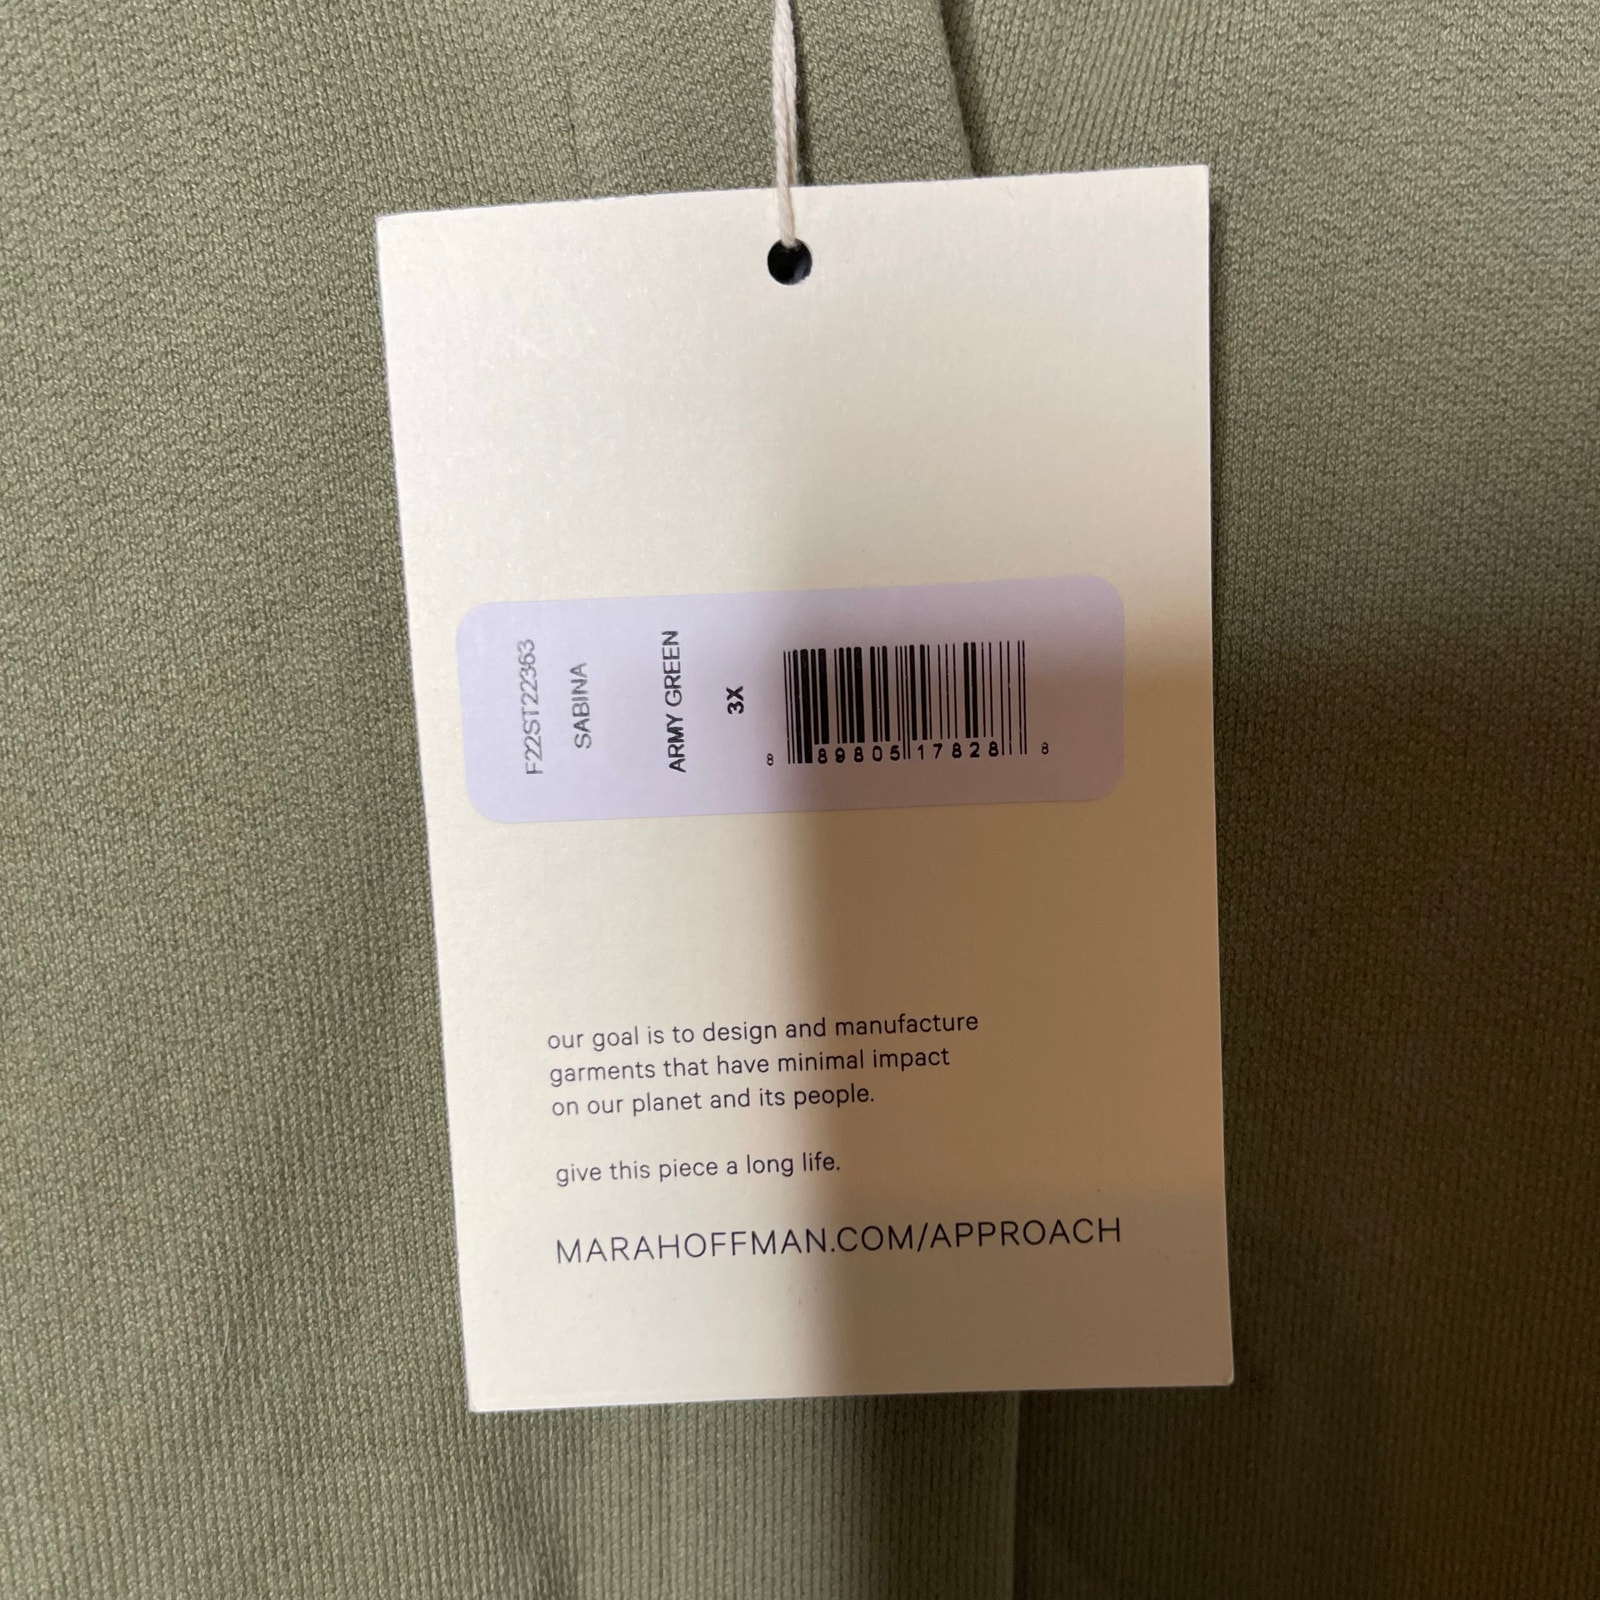 F22ST22363
SABINA
ARMY GREEN
3X
8 89805 17828 8
our goal is to design and manufacture
garments that have minimal impact
on our planet and its people.
give this piece a long life.
MARAHOFFMAN.COM/APPROACH